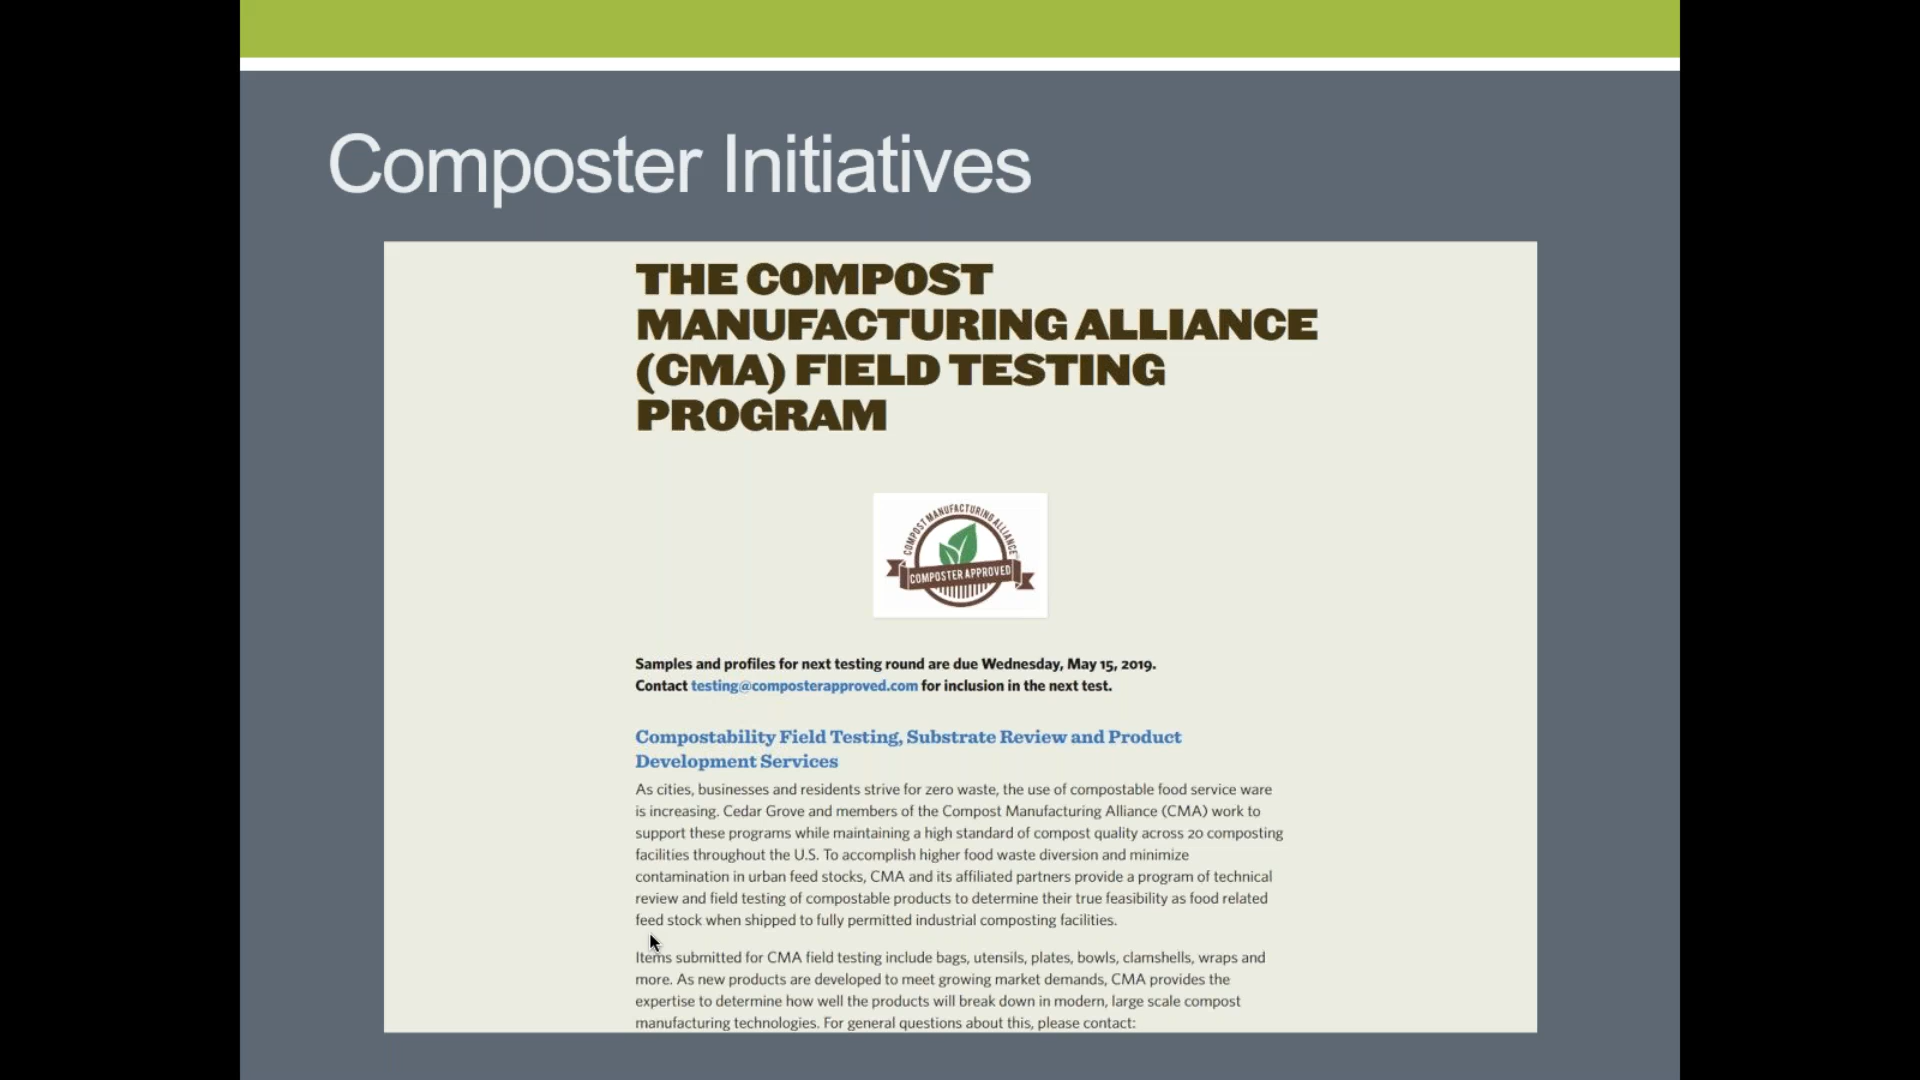 Composter Initiatives
THE COMPOST
MANUFACTURING ALLIANCE
(CMA) FIELD TESTING
PROGRAM
COMPOST MANUFACTURING ALLIANCE
COMPOSTER APPROVED
Samples and profiles for next testing round are due Wednesday, May 15, 2019.
Contact testing@composterapproved.com for inclusion in the next test.
Compostability Field Testing, Substrate Review and Product
Development Services
As cities, businesses and residents strive for zero waste, the use of compostable food service ware
is increasing. Cedar Grove and members of the Compost Manufacturing Alliance (CMA) work to
support these programs while maintaining a high standard of compost quality across 20 composting
facilities throughout the U.S. To accomplish higher food waste diversion and minimize
contamination in urban feed stocks, CMA and its affiliated partners provide a program of technical
review and field testing of compostable products to determine their true feasibility as food related
feed stock when shipped to fully permitted industrial composting facilities.
Items submitted for CMA field testing include bags, utensils, plates, bowls, clamshells, wraps and
more. As new products are developed to meet growing market demands, CMA provides the
expertise to determine how well the products will break down in modern, large scale compost
manufacturing technologies. For general questions about this, please contact: